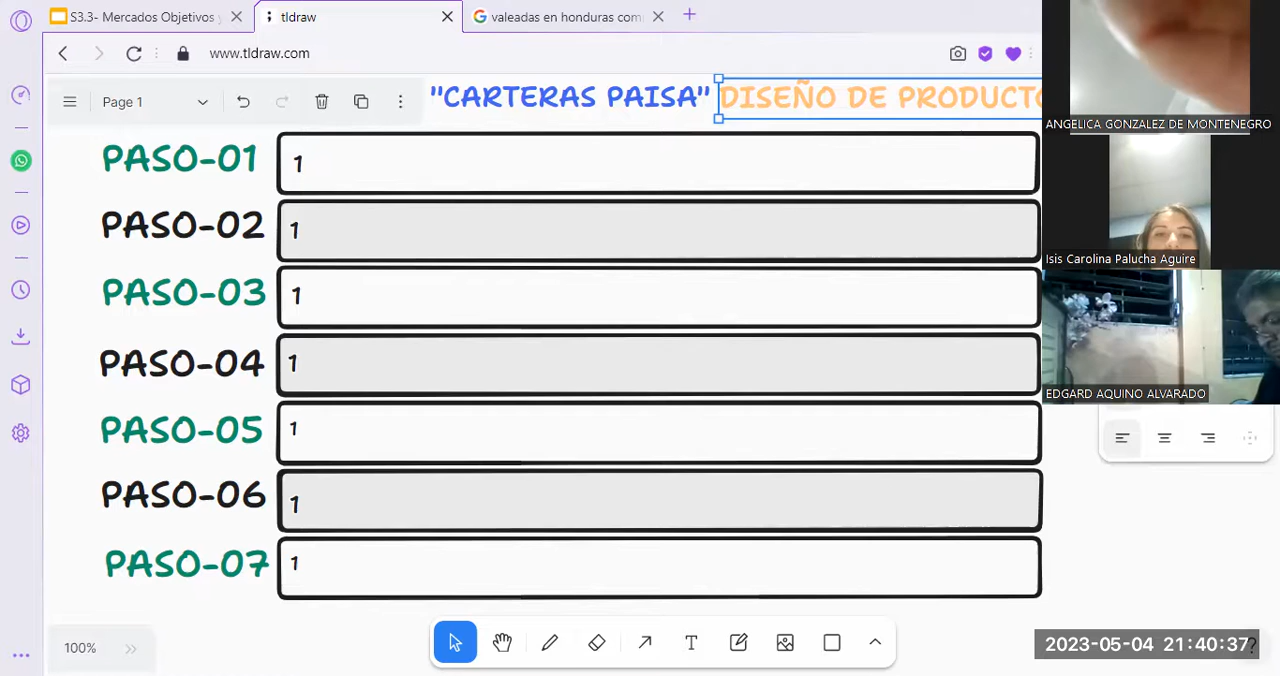 S3.3- Mercados Objetivos
tldraw
valeadas en honduras com
www.tldraw.com
Page 1
"CARTERAS PAISA" DISEÑO DE PRODUCTO
PASO-01 1
PASO-02 1
PASO-03 1
PASO-04 1
PASO-05 1
PASO-06 1
PASO-07 1
ANGELICA GONZALEZ DE MONTENEGRO
Isis Carolina Palucha Aguire
EDGARD AQUINO ALVARADO
100%
2023-05-04 21:40:37